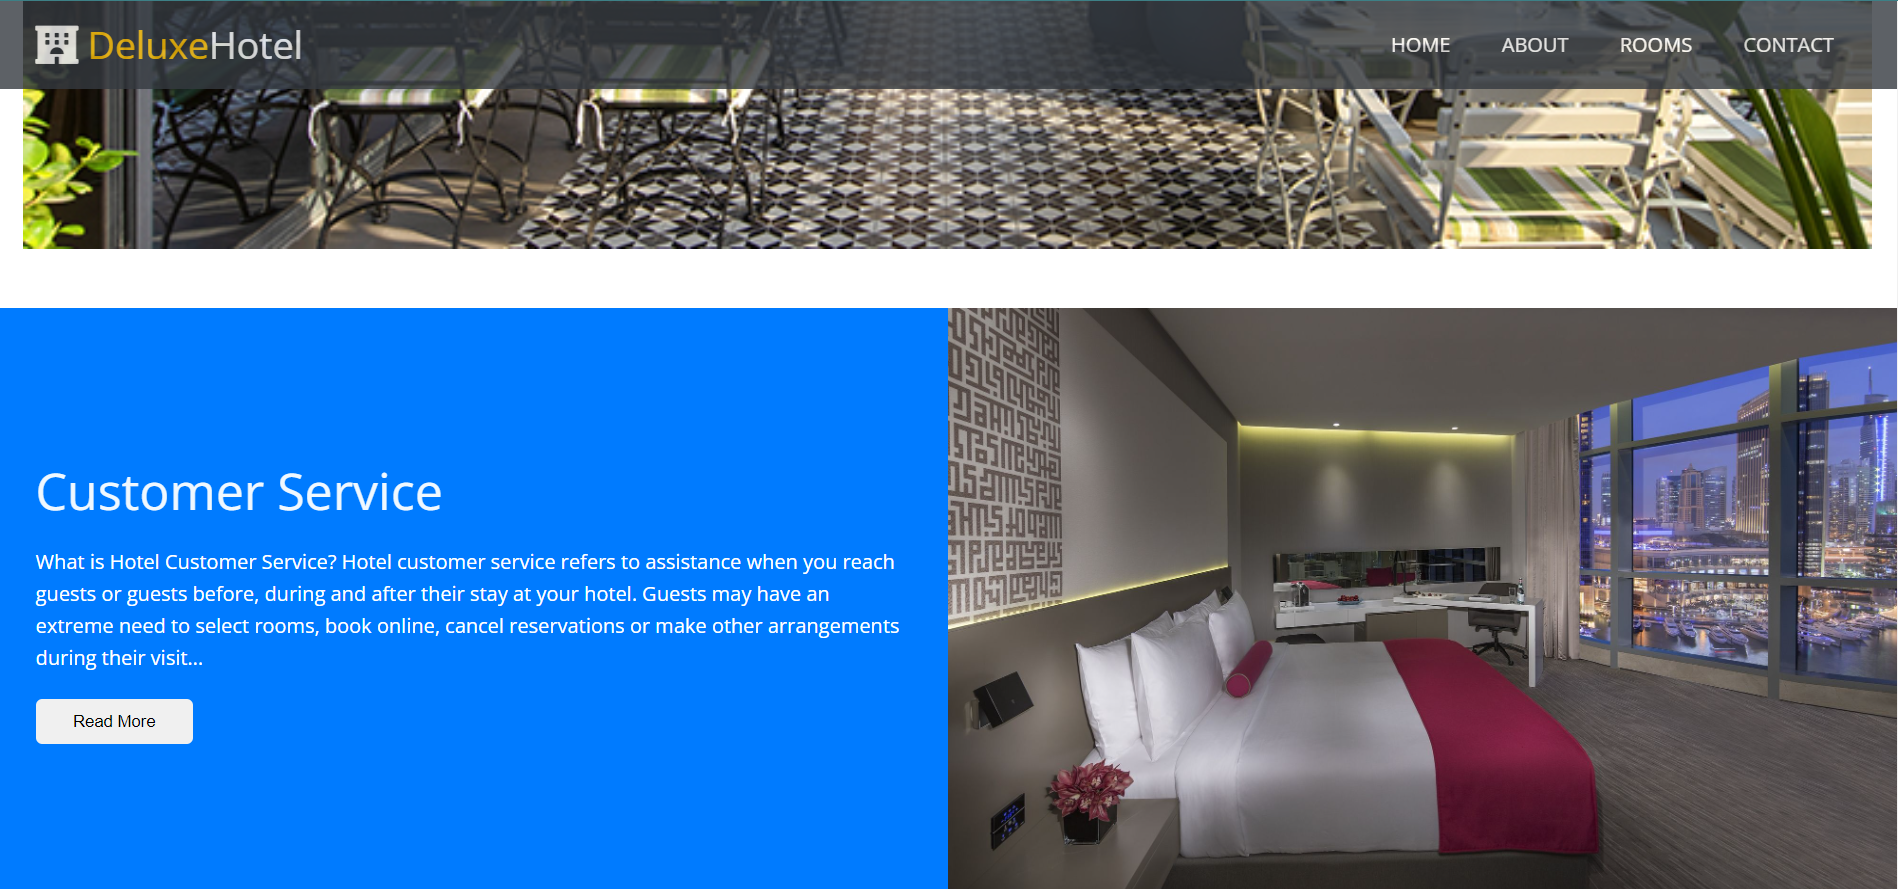 DeluxeHotel
HOME ABOUT ROOMS CONTACT
Customer Service
What is Hotel Customer Service? Hotel customer service refers to assistance when you reach
guests or guests before, during and after their stay at your hotel. Guests may have an
extreme need to select rooms, book online, cancel reservations or make other arrangements
during their visit...
Read More